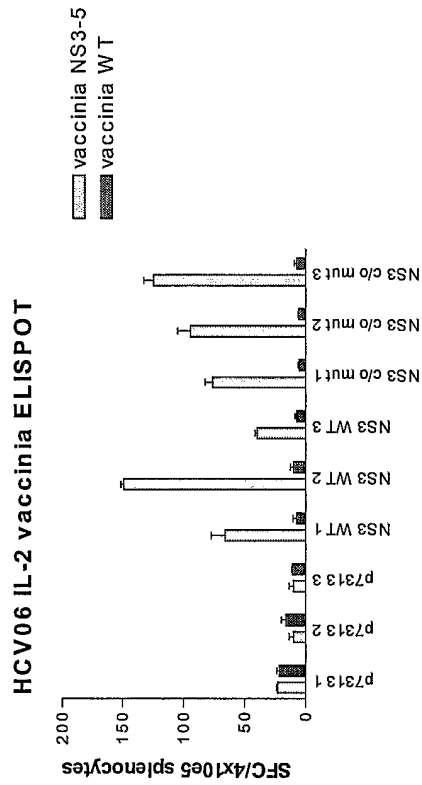 HCV06 IL-2 vaccinia ELISPOT
vaccinia NS3-5
vaccinia WT
SFC/4x10e5 splenocytes
200
150
100
50
0
p7313 1
p7313 2
p7313 3
NS3 WT 1
NS3 WT 2
NS3 WT 3
NS3 c/o mut 1
NS3 c/o mut 2
NS3 c/o mut 3